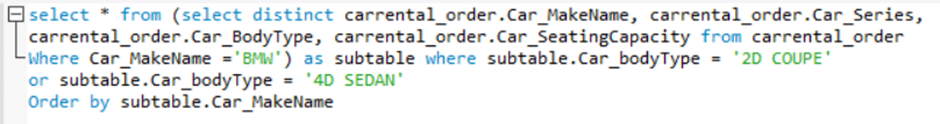 select * from (select distinct carrental_order.Car_MakeName, carrental_order.Car_Series,
carrental_order.Car_BodyType, carrental_order.Car_SeatingCapacity from carrental_order
Where Car_MakeName ='BMW') as subtable where subtable.Car_bodyType = '2D COUPE'
or subtable.Car_bodyType = '4D SEDAN'
Order by subtable.Car_MakeName